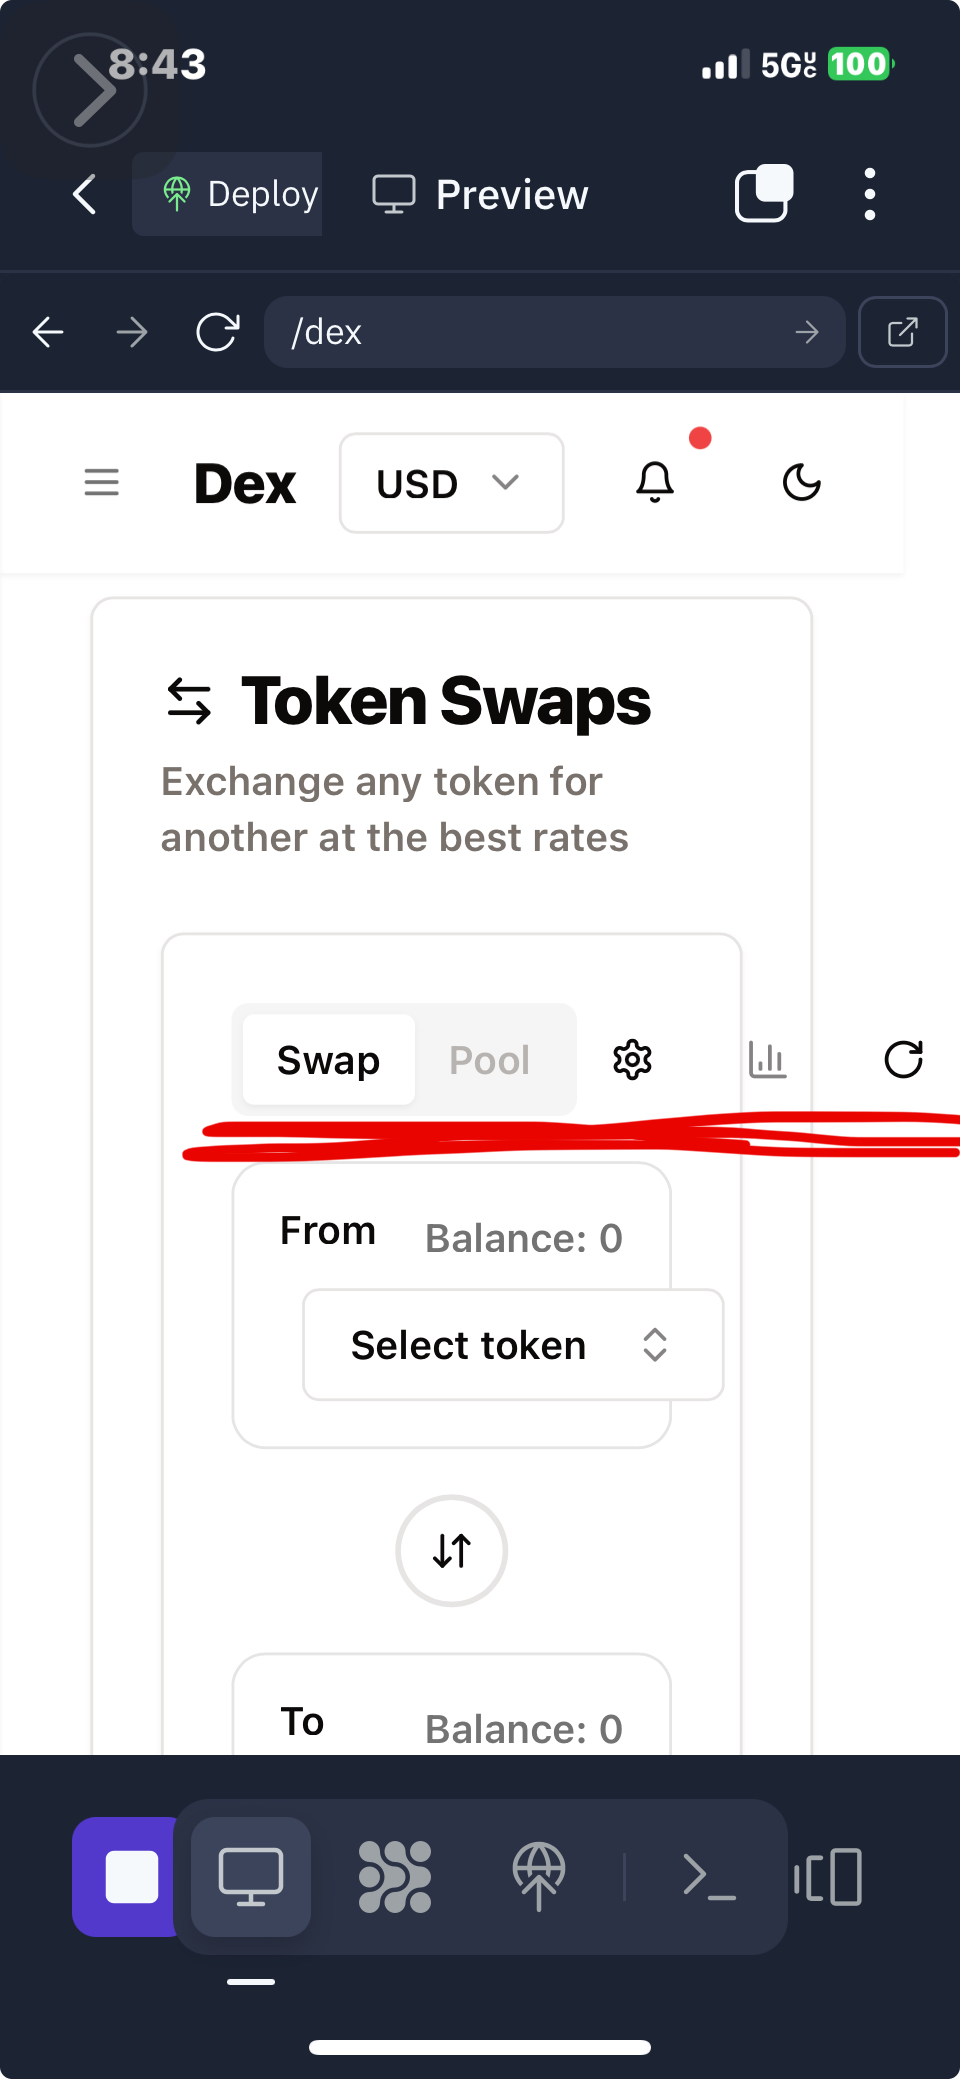 8:43
5G UC 100
Deploy
Preview
/dex
Dex
USD
Token Swaps
Exchange any token for
another at the best rates
Swap Pool
From Balance: 0
Select token
To Balance: 0